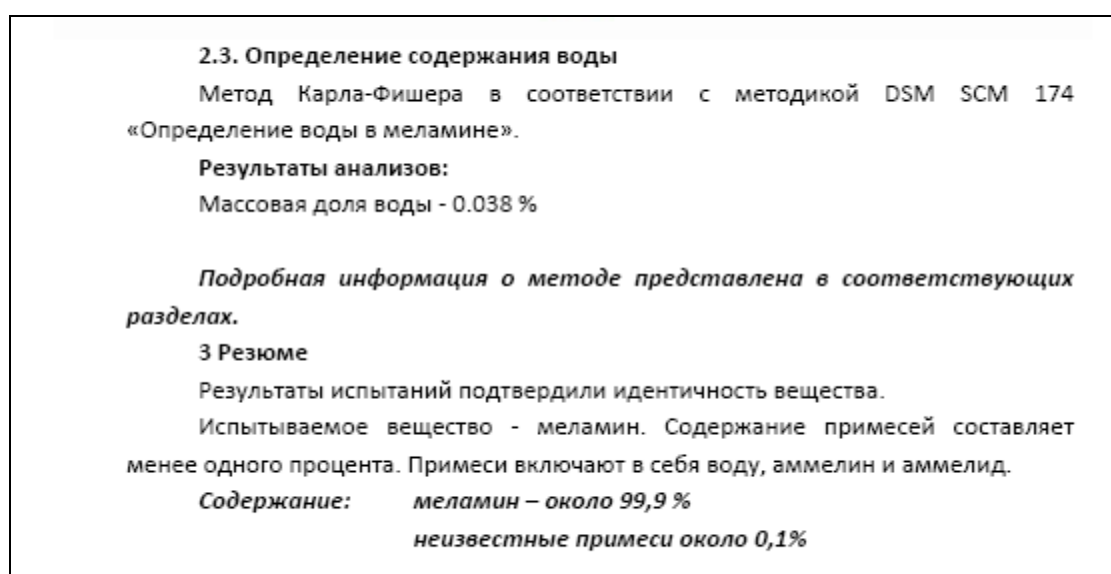 2.3. Определение содержания воды
Метод Карла-Фишера в соответствии с методикой DSM SCM 174
«Определение воды в меламине».
Результаты анализов:
Массовая доля воды - 0.038 %
Подробная информация о методе представлена в соответствующих
разделах.
3 Резюме
Результаты испытаний подтвердили идентичность вещества.
Испытываемое вещество - меламин. Содержание примесей составляет
менее одного процента. Примеси включают в себя воду, аммелин и аммелид.
Содержание: меламин – около 99,9 %
неизвестные примеси около 0,1%